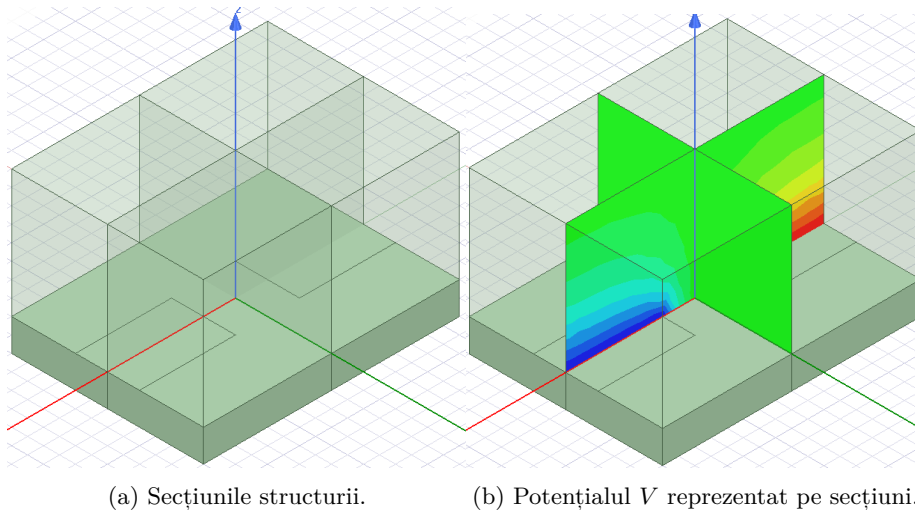 z
(a) Secțiunile structurii.
(b) Potențialul V reprezentat pe secțiuni.